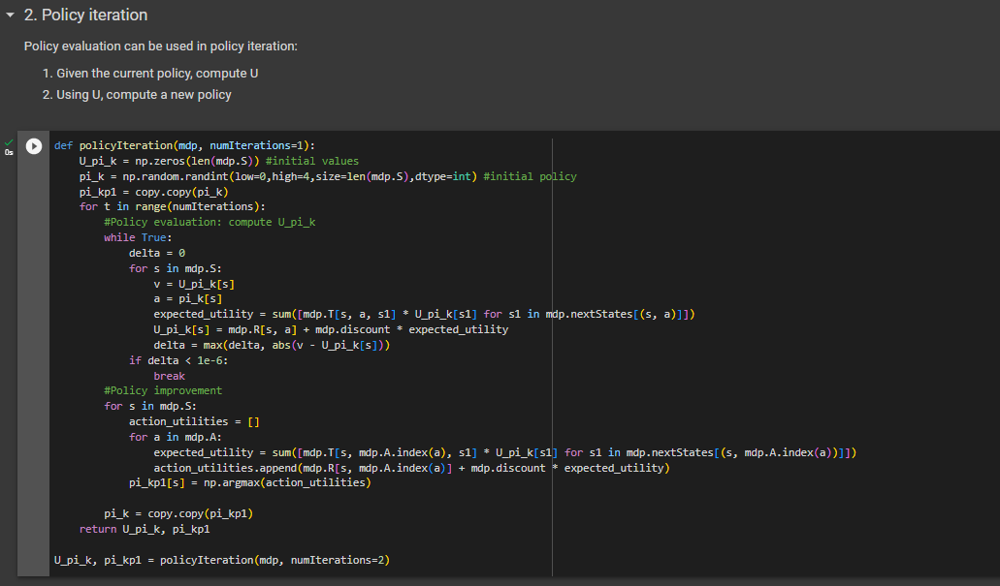 2. Policy iteration
Policy evaluation can be used in policy iteration:
1. Given the current policy, compute U
2. Using U, compute a new policy
0s
def policyIteration(mdp, numIterations=1):
    U_pi_k = np.zeros(len(mdp.S)) #initial values
    pi_k = np.random.randint(low=0,high=4,size=len(mdp.S),dtype=int) #initial policy
    pi_kp1 = copy.copy(pi_k)
    for t in range(numIterations):
        #Policy evaluation: compute U_pi_k
        while True:
            delta = 0
            for s in mdp.S:
                v = U_pi_k[s]
                a = pi_k[s]
                expected_utility = sum([mdp.T[s, a, s1] * U_pi_k[s1] for s1 in mdp.nextStates[(s, a)]])
                U_pi_k[s] = mdp.R[s, a] + mdp.discount * expected_utility
                delta = max(delta, abs(v - U_pi_k[s]))
            if delta < 1e-6:
                break
        #Policy improvement
        for s in mdp.S:
            action_utilities = []
            for a in mdp.A:
                expected_utility = sum([mdp.T[s, mdp.A.index(a), s1] * U_pi_k[s1] for s1 in mdp.nextStates[(s, mdp.A.index(a))]])
                action_utilities.append(mdp.R[s, mdp.A.index(a)] + mdp.discount * expected_utility)
            pi_kp1[s] = np.argmax(action_utilities)
        pi_k = copy.copy(pi_kp1)
    return U_pi_k, pi_kp1
U_pi_k, pi_kp1 = policyIteration(mdp, numIterations=2)